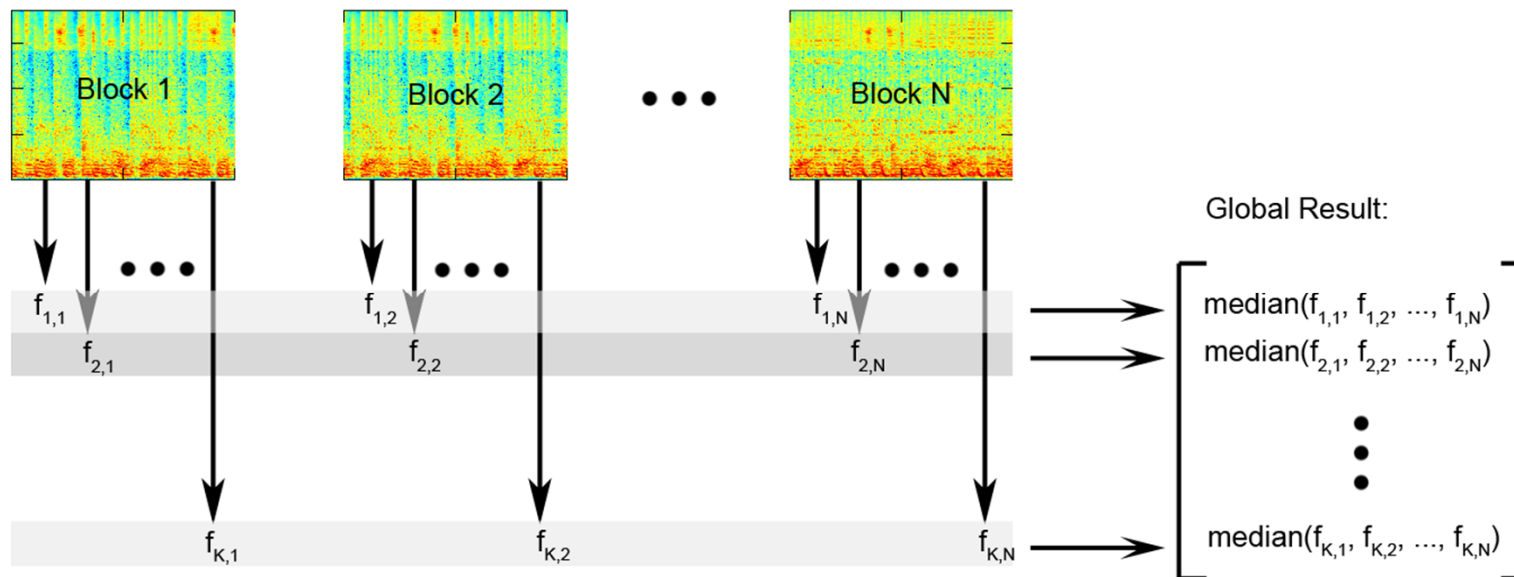 Block 1
Block 2
Block N
Global Result:
f1,1
f1,2
f1,N
median(f1,1, f1,2, ..., f1,N)
f2,1
f2,2
f2,N
median(f2,1, f2,2, ..., f2,N)
fK,1
fK,2
fK,N
median(fK,1, fK,2, ..., fK,N)